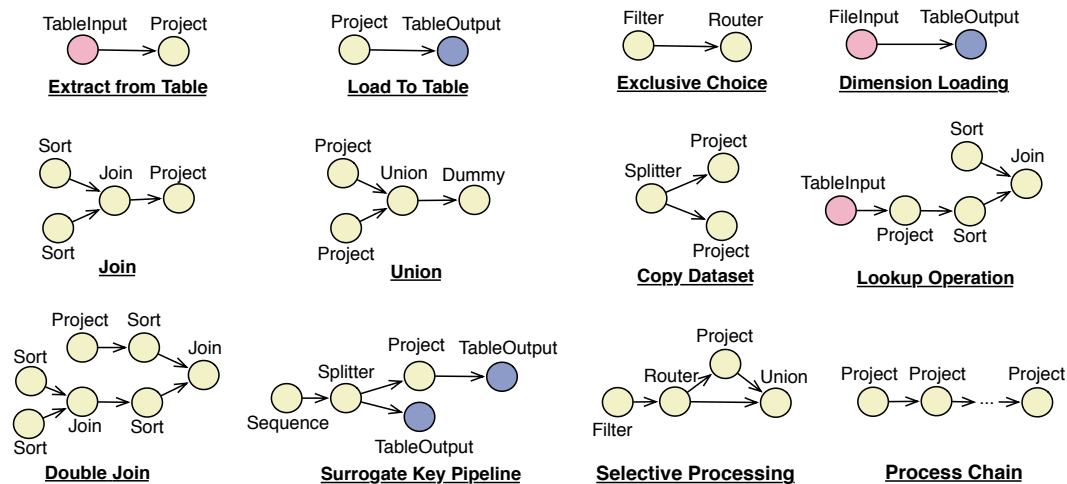 TableInput Project
Extract from Table
Project TableOutput
Load To Table
Filter Router
Exclusive Choice
FileInput TableOutput
Dimension Loading
Sort
Join Project
Sort
Join
Project
Union Dummy
Project
Union
Project
Splitter
Project
Copy Dataset
Sort
Join
TableInput
Project Sort
Lookup Operation
Project Sort
Sort Join
Join Sort
Sort
Double Join
Project TableOutput
Splitter
Sequence
TableOutput
Surrogate Key Pipeline
Project
Router Union
Filter
Selective Processing
Project Project ... Project
Process Chain